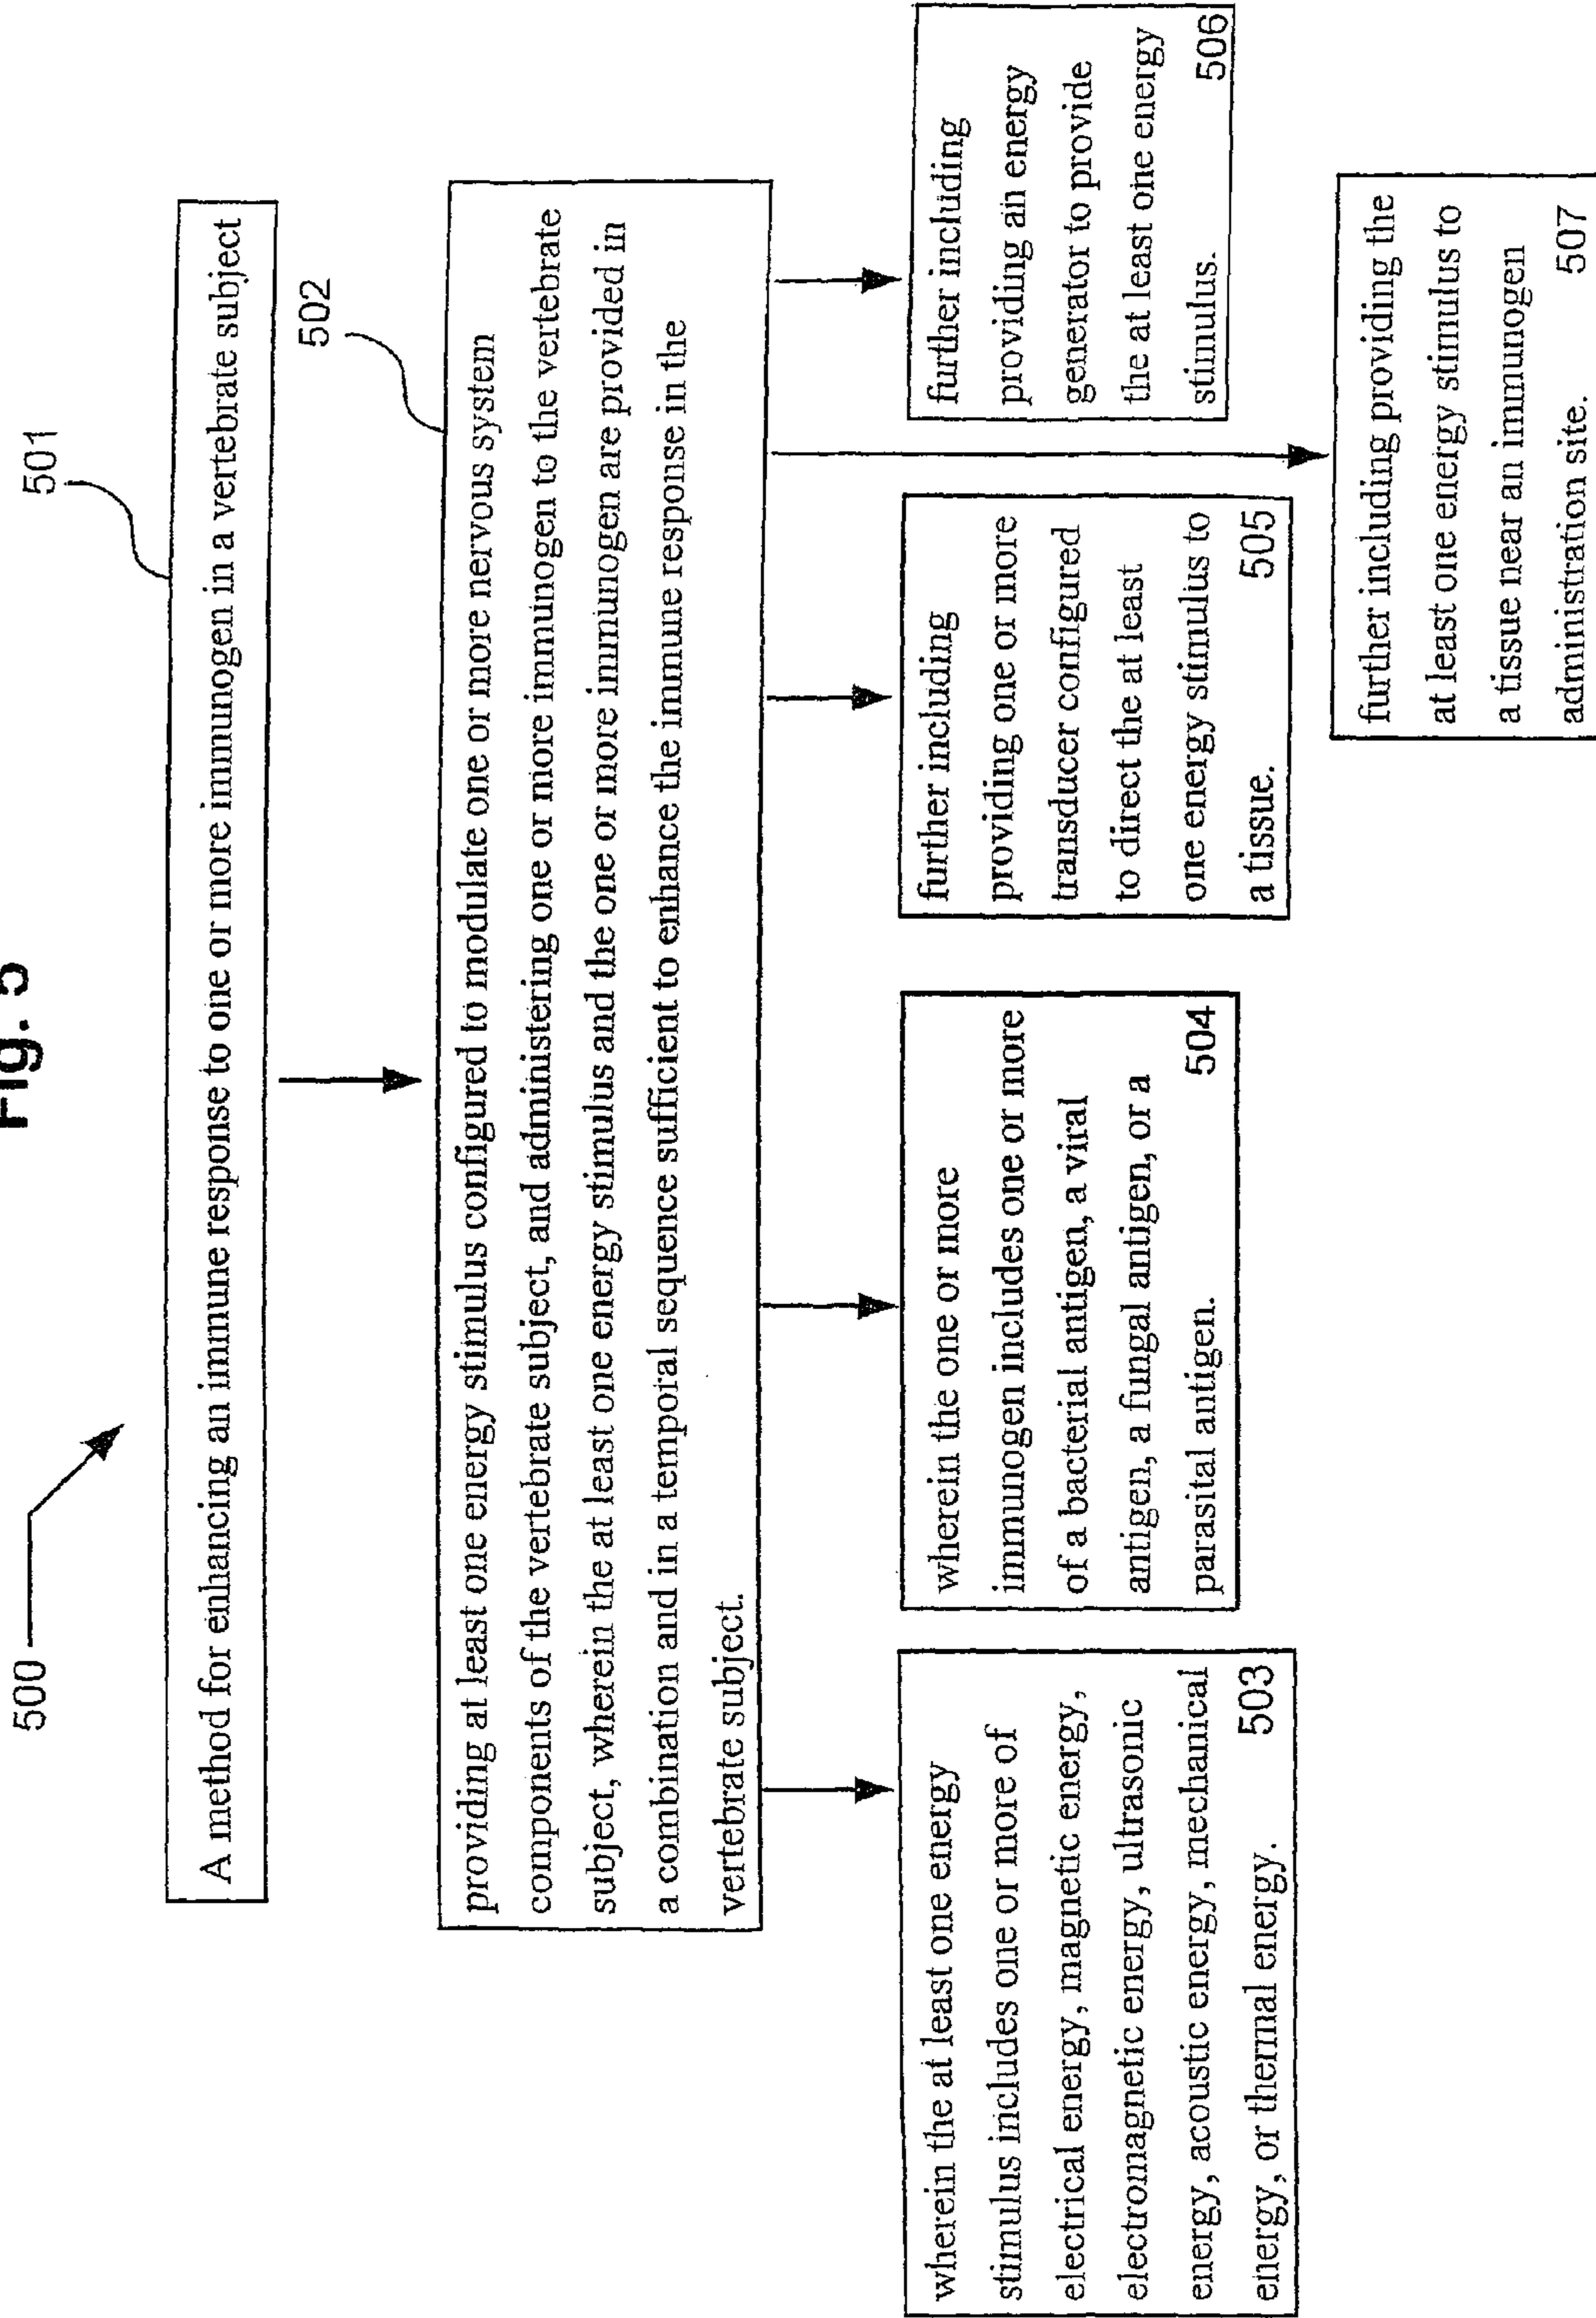 Fig. 5
500
501
A method for enhancing an immune response to one or more immunogen in a vertebrate subject
502
providing at least one energy stimulus configured to modulate one or more nervous system
components of the vertebrate subject, and administering one or more immunogen to the vertebrate
subject, wherein the at least one energy stimulus and the one or more immunogen are provided in
a combination and in a temporal sequence sufficient to enhance the immune response in the
vertebrate subject.
wherein the at least one energy
stimulus includes one or more of
electrical energy, magnetic energy,
electromagnetic energy, ultrasonic
energy, acoustic energy, mechanical
energy, or thermal energy. 503
wherein the one or more
immunogen includes one or more
of a bacterial antigen, a viral
antigen, a fungal antigen, or a
parasital antigen. 504
further including
providing one or more
transducer configured
to direct the at least
one energy stimulus to
a tissue. 505
further including
providing an energy
generator to provide
the at least one energy
stimulus. 506
further including providing the
at least one energy stimulus to
a tissue near an immunogen
administration site. 507